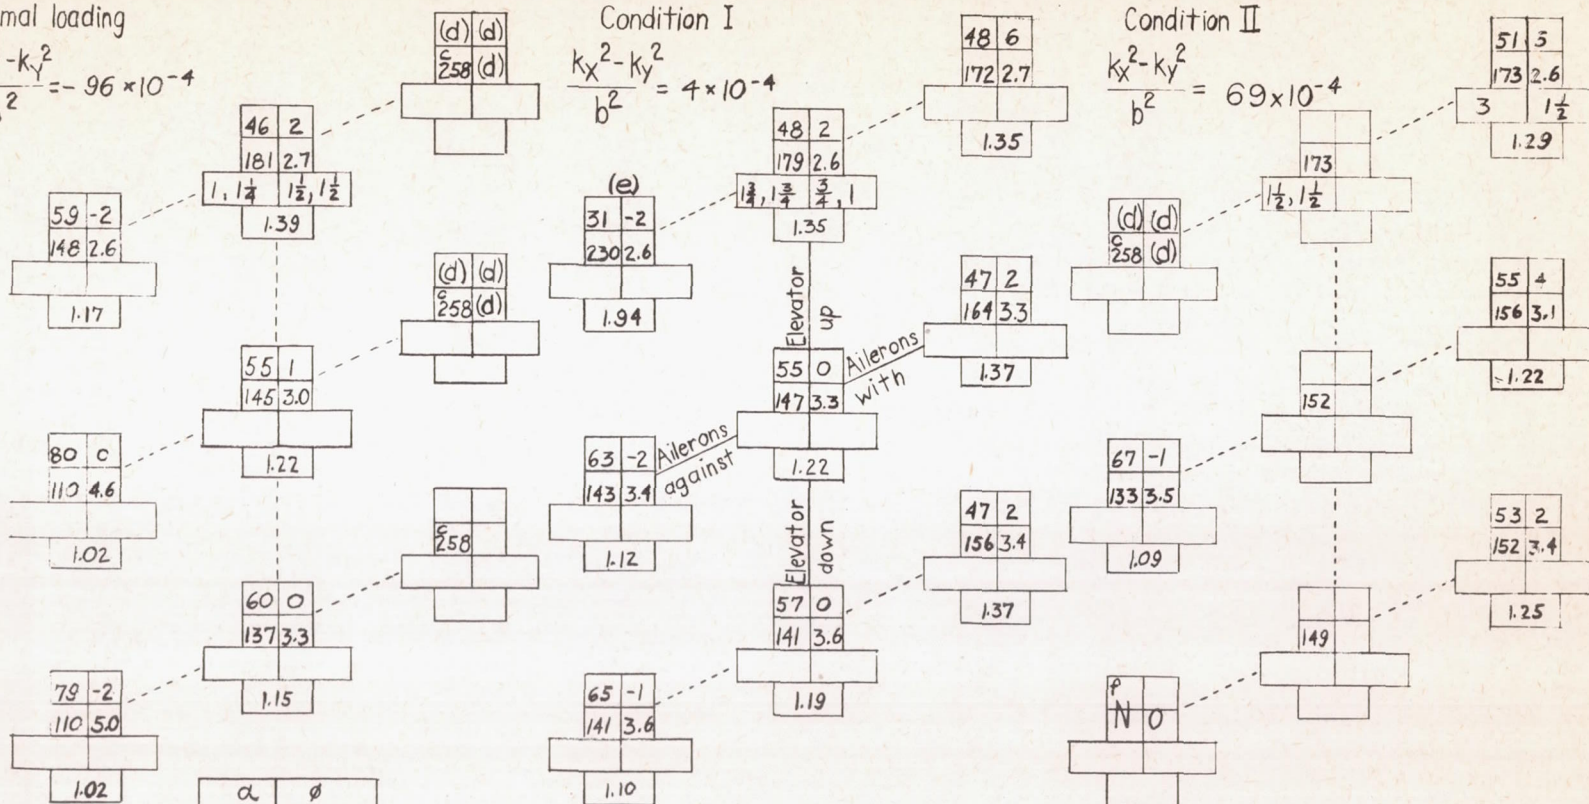 mal loading
-ky² / ² = -96 × 10⁻⁴
(d) (d)
c 258 (d)
46 2
181 2.7
1, 1¼ 1½, 1½
1.39
59 -2
148 2.6
1.17
(d) (d)
c 258 (d)
55 1
145 3.0
1.22
80 0
110 4.6
1.02
c 258
60 0
137 3.3
1.15
79 -2
110 5.0
1.02
α ø
Condition I
kx² - ky² / b² = 4 × 10⁻⁴
48 6
172 2.7
1.35
48 2
179 2.6
1¾, 1¾ ¾, 1
1.35
(e)
31 -2
230 2.6
1.94
Elevator up
47 2
164 3.3
1.37
Ailerons with
55 0
147 3.3
1.22
Ailerons against
63 -2
143 3.4
1.12
Elevator down
47 2
156 3.4
1.37
57 0
141 3.6
1.19
65 -1
141 3.6
1.10
Condition II
kx² - ky² / b² = 69 × 10⁻⁴
51 3
173 2.6
3 1½
1.29
173
1½, 1½
(d) (d)
c 258 (d)
55 4
156 3.1
1.22
152
67 -1
133 3.5
1.09
53 2
152 3.4
1.25
149
f
N 0